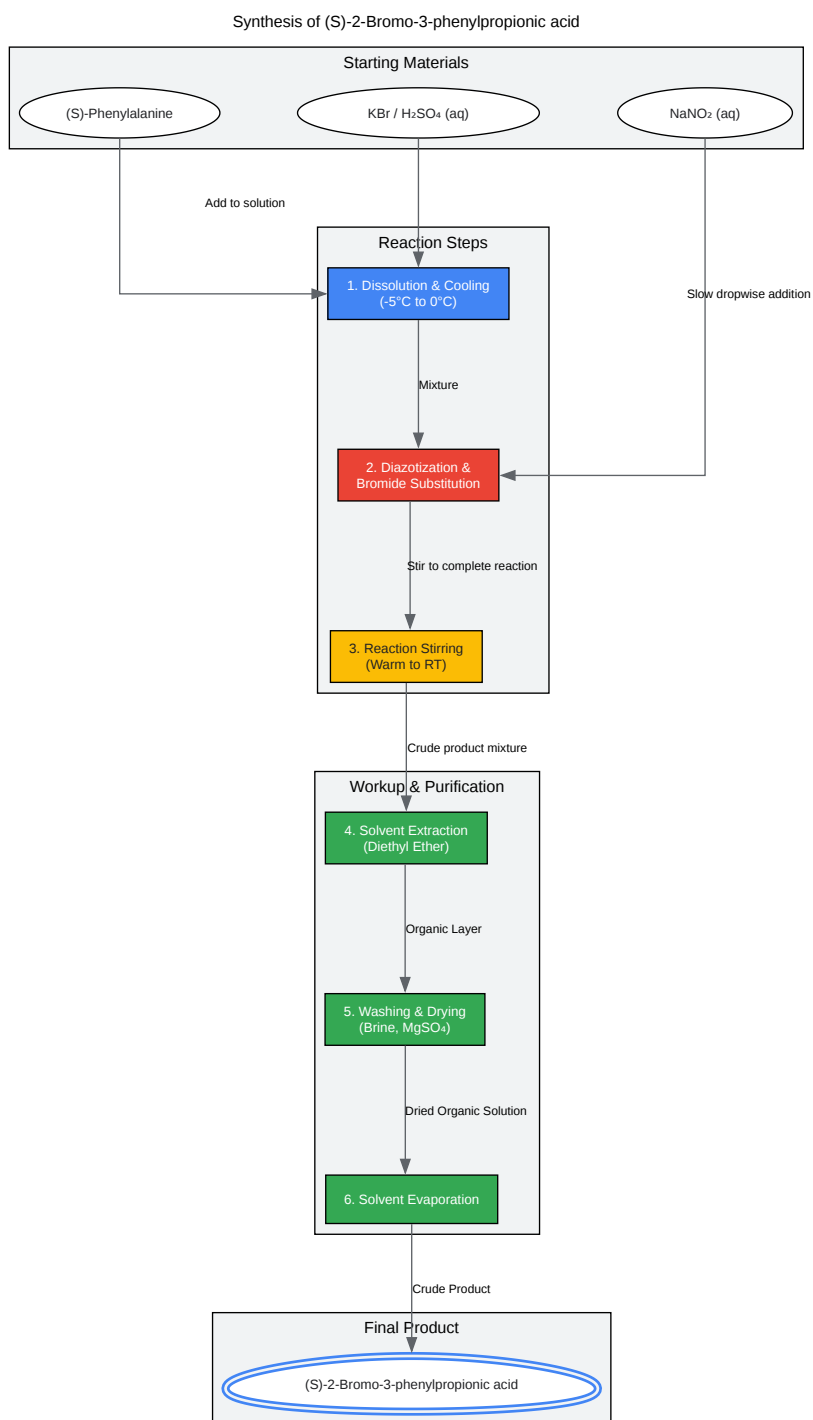 Synthesis of (S)-2-Bromo-3-phenylpropionic acid
Starting Materials
(S)-Phenylalanine
KBr / H₂SO₄ (aq)
NaNO₂ (aq)
Add to solution
Reaction Steps
1. Dissolution & Cooling
(-5°C to 0°C)
Slow dropwise addition
Mixture
2. Diazotization &
Bromide Substitution
Stir to complete reaction
3. Reaction Stirring
(Warm to RT)
Crude product mixture
Workup & Purification
4. Solvent Extraction
(Diethyl Ether)
Organic Layer
5. Washing & Drying
(Brine, MgSO₄)
Dried Organic Solution
6. Solvent Evaporation
Crude Product
Final Product
(S)-2-Bromo-3-phenylpropionic acid